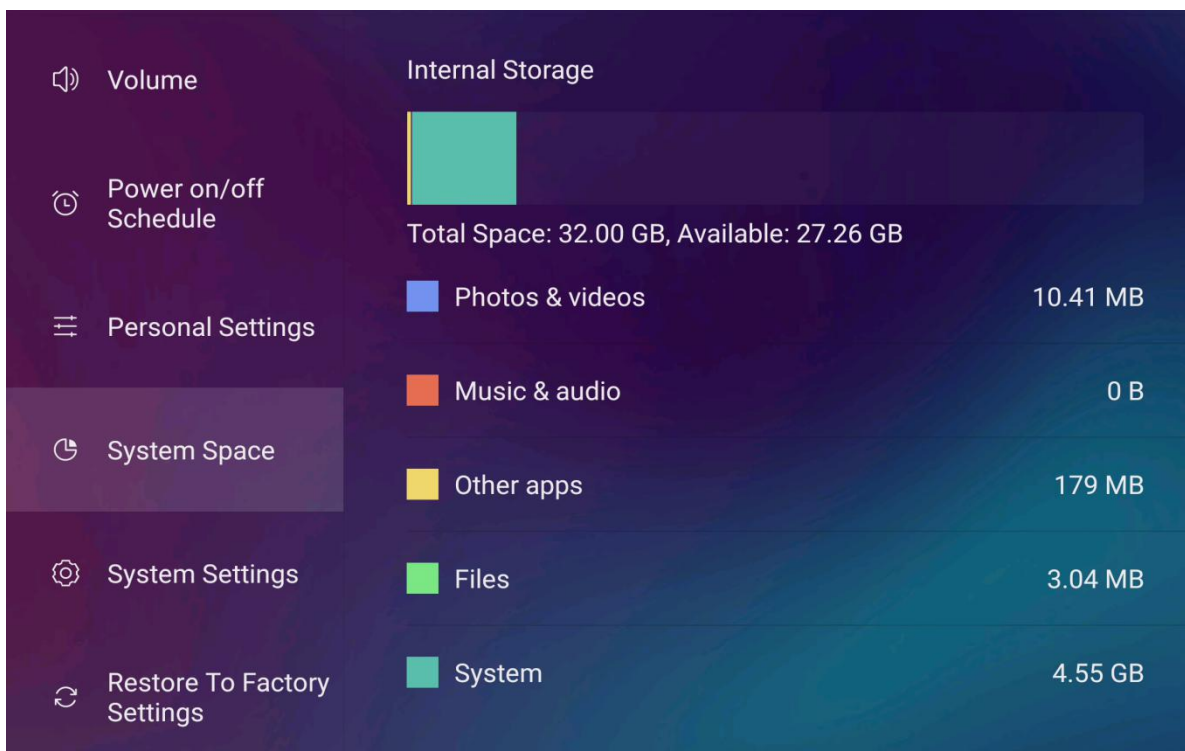 Volume
Power on/off
Schedule
Personal Settings
System Space
System Settings
Restore To Factory
Settings
Internal Storage
Total Space: 32.00 GB, Available: 27.26 GB
Photos & videos 10.41 MB
Music & audio 0 B
Other apps 179 MB
Files 3.04 MB
System 4.55 GB